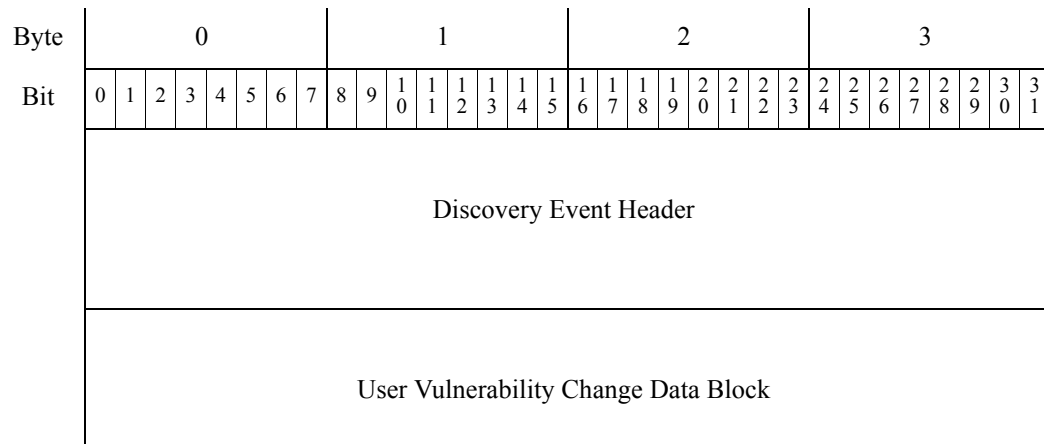 Byte 0 1 2 3
Bit 0 1 2 3 4 5 6 7 8 9 10 11 12 13 14 15 16 17 18 19 20 21 22 23 24 25 26 27 28 29 30 31
Discovery Event Header
User Vulnerability Change Data Block